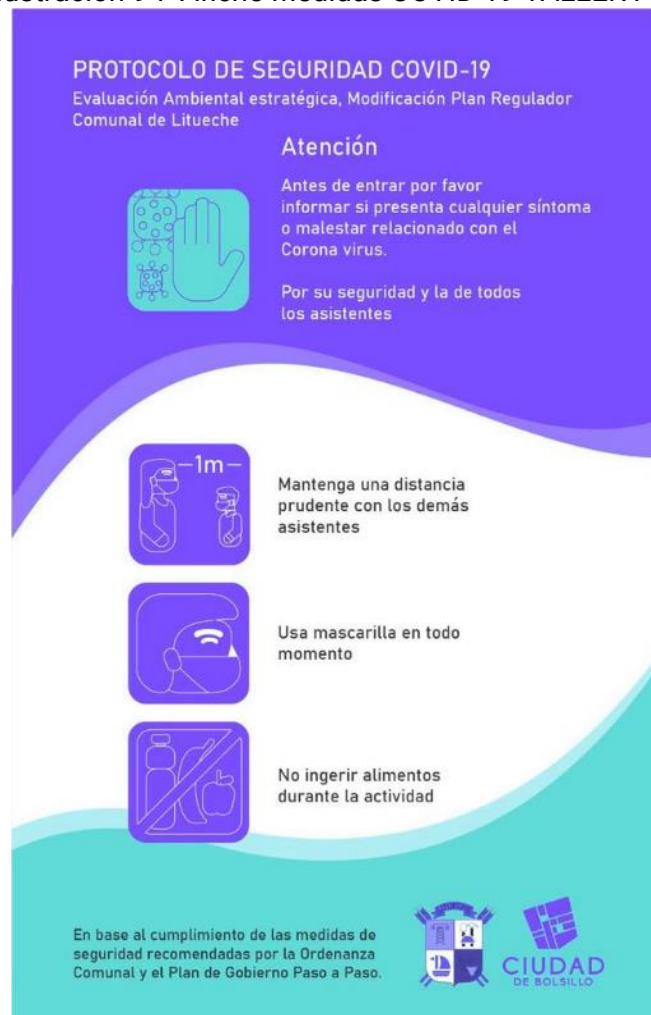 PROTOCOLO DE SEGURIDAD COVID-19
Evaluación Ambiental estratégica, Modificación Plan Regulador
Comunal de Litueche
Atención
Antes de entrar por favor
informar si presenta cualquier síntoma
o malestar relacionado con el
Corona virus.
Por su seguridad y la de todos
los asistentes
-1m-
Mantenga una distancia
prudente con los demás
asistentes
Usa mascarilla en todo
momento
No ingerir alimentos
durante la actividad
En base al cumplimiento de las medidas de
seguridad recomendadas por la Ordenanza
Comunal y el Plan de Gobierno Paso a Paso.
CIUDAD
DE BOLSILLO